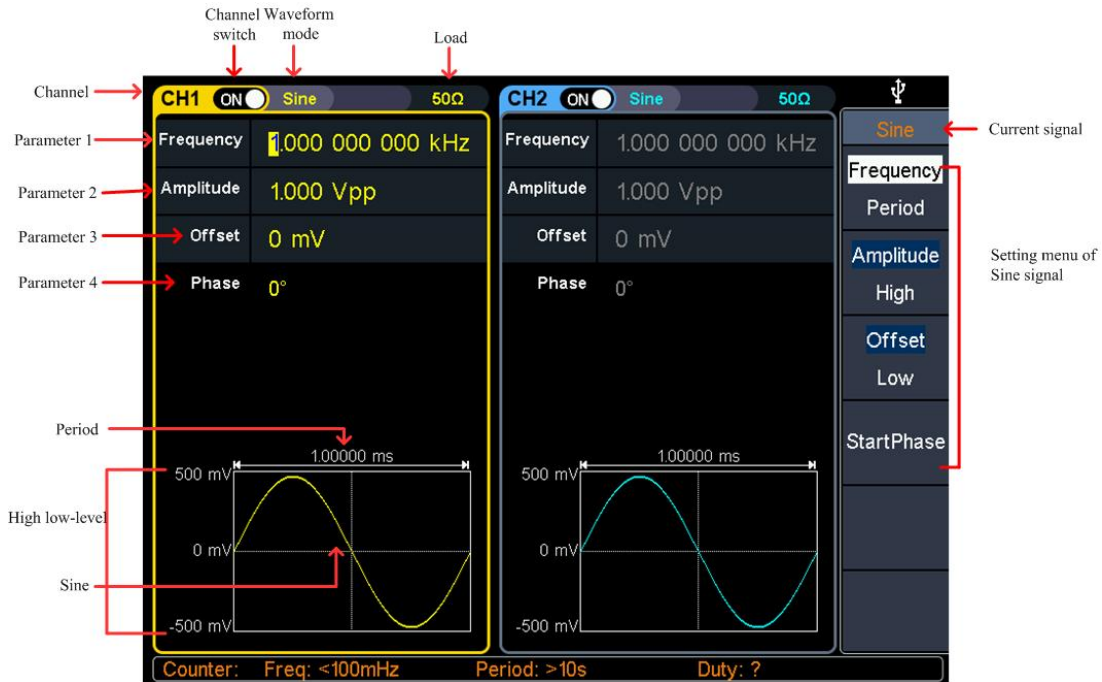 Channel Waveform
switch mode
Load
Channel
CH1 ON Sine 50Ω
CH2 ON Sine 50Ω
Parameter 1
Frequency 1.000 000 000 kHz
Frequency 1.000 000 000 kHz
Parameter 2
Amplitude 1.000 Vpp
Amplitude 1.000 Vpp
Parameter 3
Offset 0 mV
Offset 0 mV
Parameter 4
Phase 0°
Phase 0°
Sine
Current signal
Frequency
Period
Amplitude
High
Offset
Low
StartPhase
Setting menu of
Sine signal
Period
1.00000 ms
500 mV
0 mV
-500 mV
High low-level
Sine
1.00000 ms
500 mV
0 mV
-500 mV
Counter: Freq: <100mHz Period: >10s Duty: ?